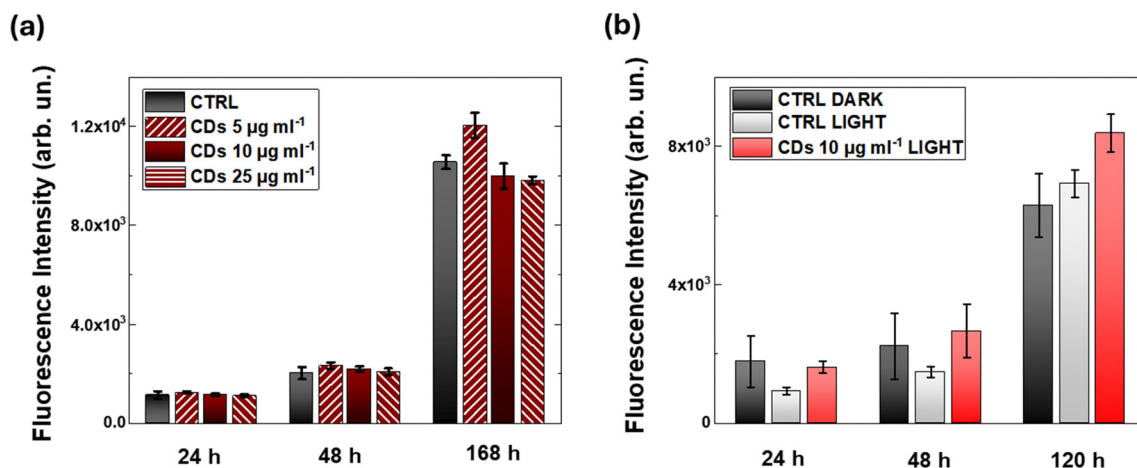 (a)
Fluorescence Intensity (arb. un.)
1.2x10⁴
8.0x10³
4.0x10³
0.0
CTRL
CDs 5 µg ml⁻¹
CDs 10 µg ml⁻¹
CDs 25 µg ml⁻¹
24 h 48 h 168 h
(b)
Fluorescence Intensity (arb. un.)
8x10³
4x10³
0
CTRL DARK
CTRL LIGHT
CDs 10 µg ml⁻¹ LIGHT
24 h 48 h 120 h